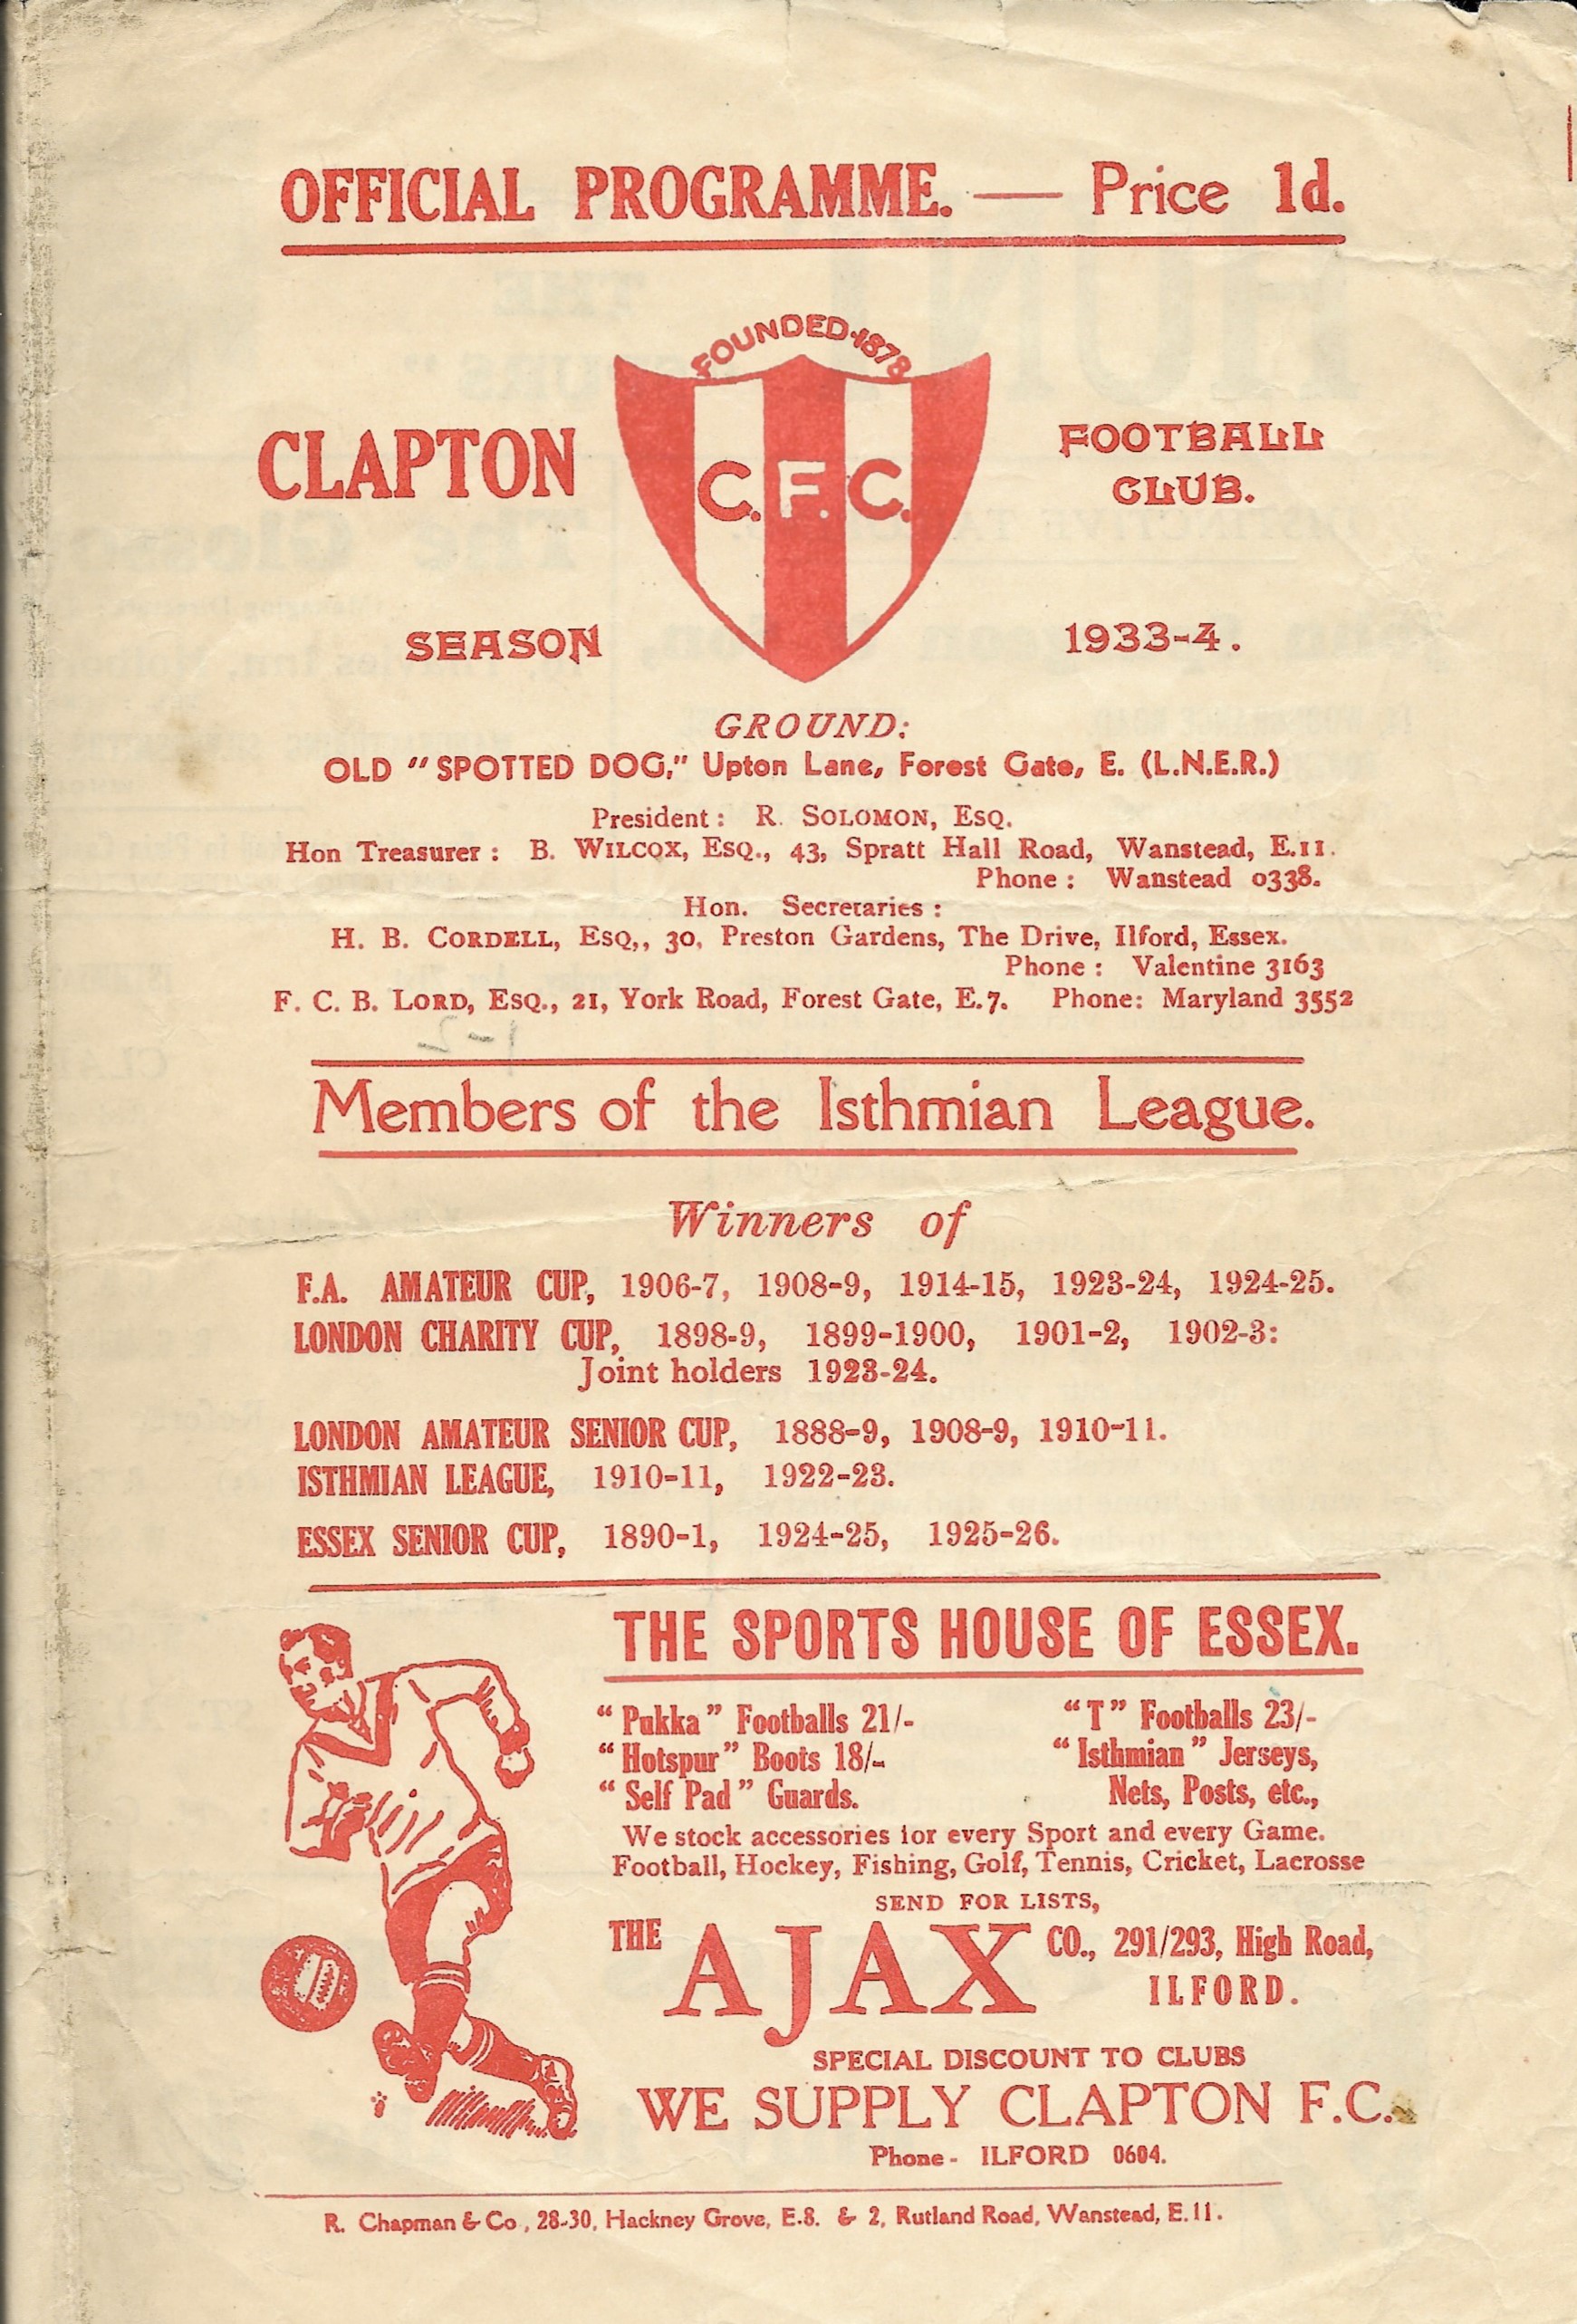 OFFICIAL PROGRAMME. — Price 1d.
FOUNDED·1878
CLAPTON
C.F.C.
FOOTBALL
CLUB.
SEASON
1933-4.
GROUND:
OLD "SPOTTED DOG," Upton Lane, Forest Gate, E. (L.N.E.R.)
President: R. SOLOMON, ESQ.
Hon Treasurer: B. WILCOX, ESQ., 43, Spratt Hall Road, Wanstead, E.11.
Phone: Wanstead 0338.
Hon. Secretaries:
H. B. CORDELL, ESQ,, 30, Preston Gardens, The Drive, Ilford, Essex.
Phone: Valentine 3163
F. C. B. LORD, ESQ., 21, York Road, Forest Gate, E.7. Phone: Maryland 3552
Members of the Isthmian League.
Winners of
F.A. AMATEUR CUP, 1906-7, 1908-9, 1914-15, 1923-24, 1924-25.
LONDON CHARITY CUP, 1898-9, 1899-1900, 1901-2, 1902-3:
Joint holders 1923-24.
LONDON AMATEUR SENIOR CUP, 1888-9, 1908-9, 1910-11.
ISTHMIAN LEAGUE, 1910-11, 1922-23.
ESSEX SENIOR CUP, 1890-1, 1924-25, 1925-26.
THE SPORTS HOUSE OF ESSEX.
"Pukka" Footballs 21/- "T" Footballs 23/-
"Hotspur" Boots 18/- "Isthmian" Jerseys,
"Self Pad" Guards. Nets, Posts, etc.,
We stock accessories for every Sport and every Game.
Football, Hockey, Fishing, Golf, Tennis, Cricket, Lacrosse
SEND FOR LISTS,
THE AJAX CO., 291/293, High Road,
ILFORD.
SPECIAL DISCOUNT TO CLUBS
WE SUPPLY CLAPTON F.C.
Phone - ILFORD 0604.
R. Chapman & Co., 28-30, Hackney Grove, E.8. & 2, Rutland Road, Wanstead, E.11.